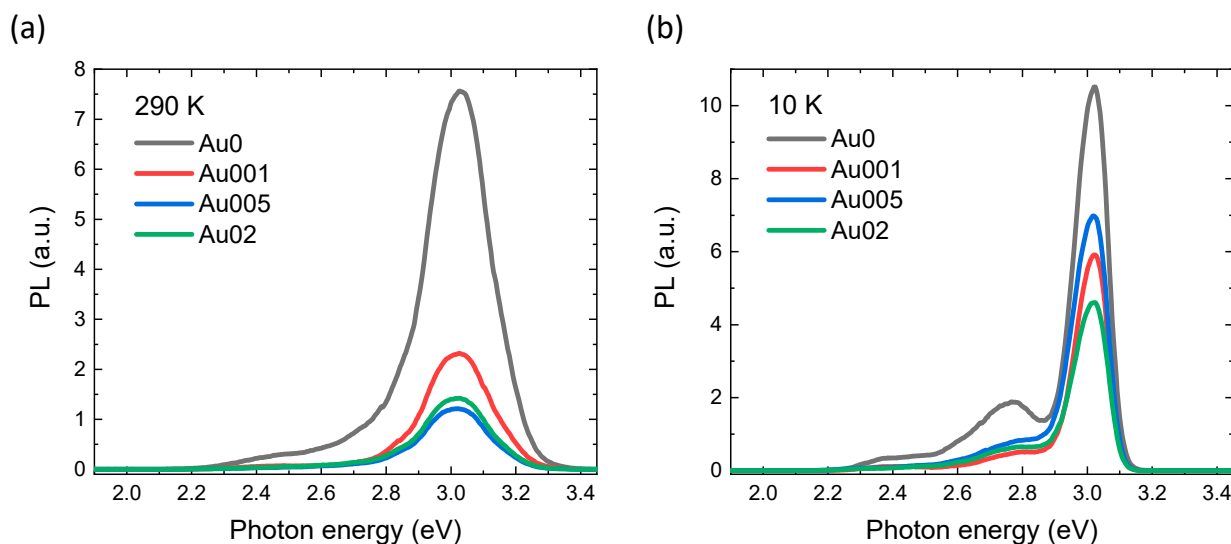 (a)
290 K
Au0
Au001
Au005
Au02
PL (a.u.)
8
7
6
5
4
3
2
1
0
2.0 2.2 2.4 2.6 2.8 3.0 3.2 3.4
Photon energy (eV)
(b)
10 K
Au0
Au001
Au005
Au02
PL (a.u.)
10
8
6
4
2
0
2.0 2.2 2.4 2.6 2.8 3.0 3.2 3.4
Photon energy (eV)